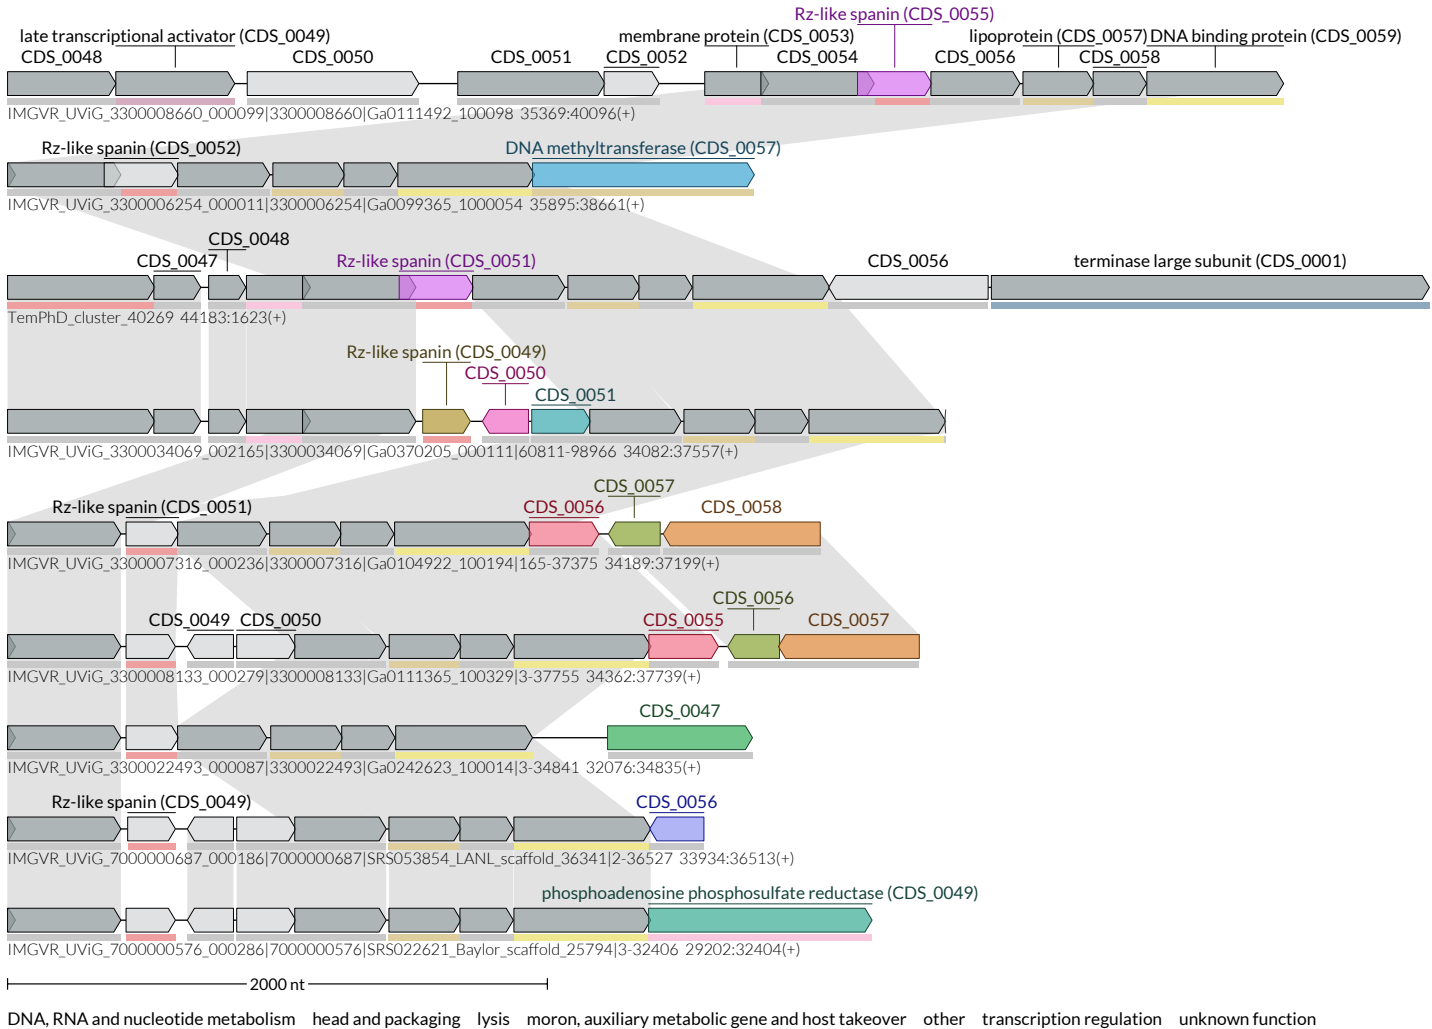 Rz-like spanin (CDS_0055)
late transcriptional activator (CDS_0049) membrane protein (CDS_0053) lipoprotein (CDS_0057) DNA binding protein (CDS_0059)
CDS_0048 CDS_0050 CDS_0051 CDS_0052 CDS_0054 CDS_0056 CDS_0058
IMGVR_UViG_3300008660_000099|3300008660|Ga0111492_100098 35369:40096(+)
Rz-like spanin (CDS_0052) DNA methyltransferase (CDS_0057)
IMGVR_UViG_3300006254_000011|3300006254|Ga0099365_1000054 35895:38661(+)
CDS_0048
CDS_0047 Rz-like spanin (CDS_0051) CDS_0056 terminase large subunit (CDS_0001)
TemPhD_cluster_40269 44183:1623(+)
Rz-like spanin (CDS_0049)
CDS_0050
CDS_0051
IMGVR_UViG_3300034069_002165|3300034069|Ga0370205_000111|60811-98966 34082:37557(+)
CDS_0057
Rz-like spanin (CDS_0051) CDS_0056 CDS_0058
IMGVR_UViG_3300007316_000236|3300007316|Ga0104922_100194|165-37375 34189:37199(+)
CDS_0056
CDS_0049 CDS_0050 CDS_0055 CDS_0057
IMGVR_UViG_3300008133_000279|3300008133|Ga0111365_100329|3-37755 34362:37739(+)
CDS_0047
IMGVR_UViG_3300022493_000087|3300022493|Ga0242623_100014|3-34841 32076:34835(+)
Rz-like spanin (CDS_0049) CDS_0056
IMGVR_UViG_7000000687_000186|7000000687|SRS053854_LANL_scaffold_36341|2-36527 33934:36513(+)
phosphoadenosine phosphosulfate reductase (CDS_0049)
IMGVR_UViG_7000000576_000286|7000000576|SRS022621_Baylor_scaffold_25794|3-32406 29202:32404(+)
2000 nt
DNA, RNA and nucleotide metabolism head and packaging lysis moron, auxiliary metabolic gene and host takeover other transcription regulation unknown function